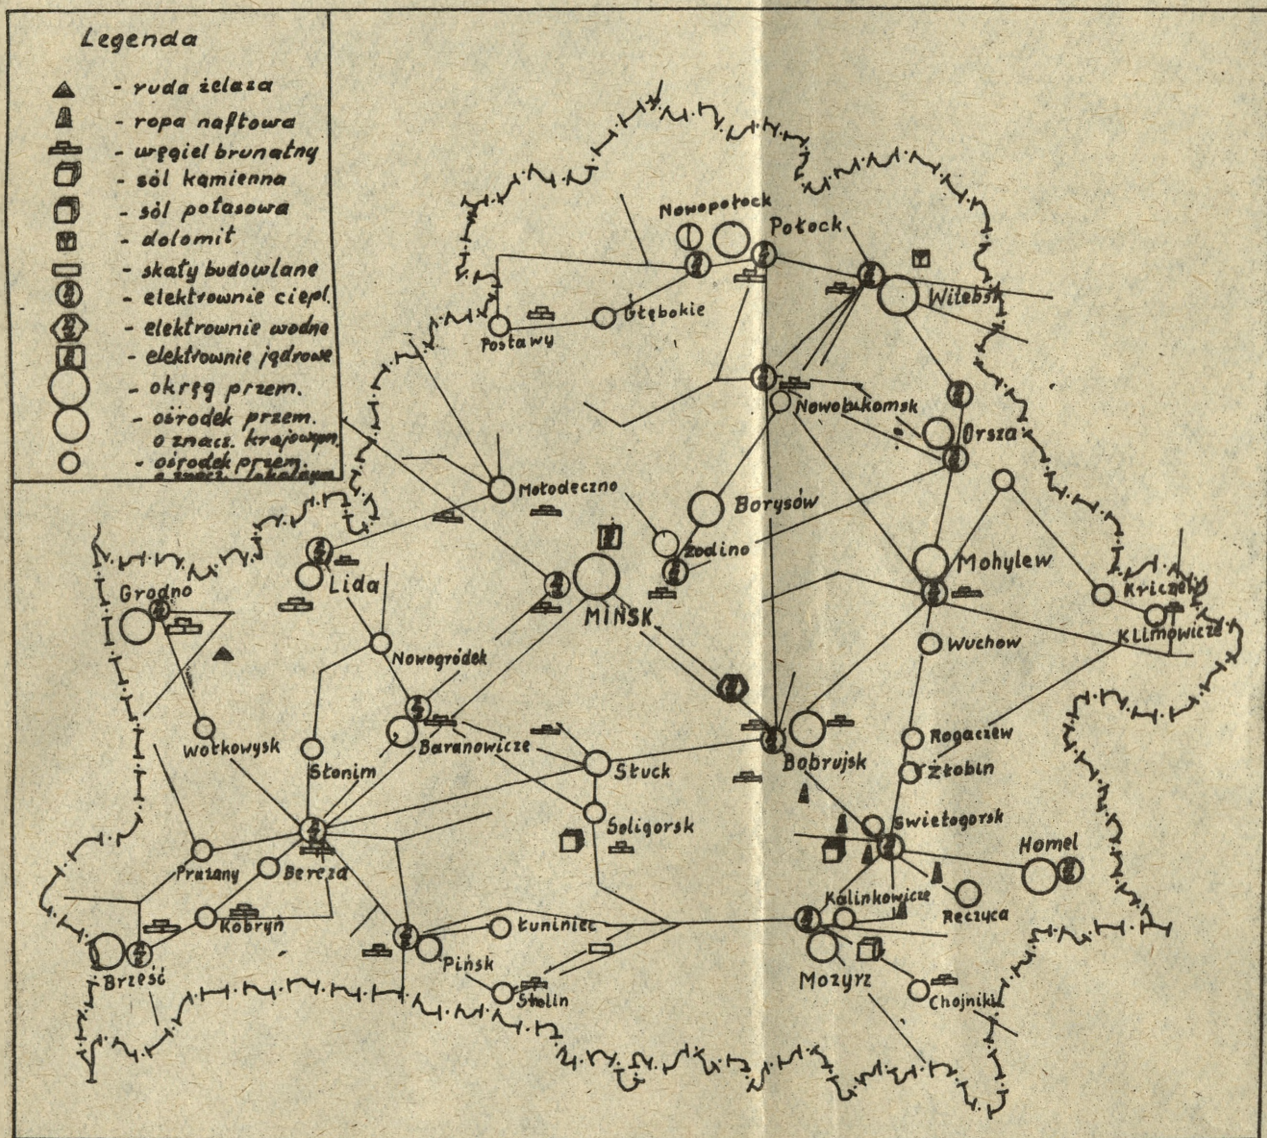 Legenda
- ruda żelaza
- ropa naftowa
- węgiel brunatny
- sól kamienna
- sól potasowa
- dolomit
- skały budowlane
- elektrownie ciepl.
- elektrownie wodne
- elektrownie jądrowe
- okręg przem.
- ośrodek przem.
o znacz. krajowym
- ośrodek przem.
o znacz. lokalnym
Nowopołock
Połock
Witebsk
Głębokie
Postawy
Nowołukomsk
Orsza
Mołodeczno
Borysów
Żodino
Lida
MIŃSK
Mohylew
Grodno
Kriczew
Klimowicze
Wuchow
Nowogródek
Wołkowysk
Słonim
Baranowicze
Słuck
Bobrujsk
Rogaczew
Żłobin
Soligorsk
Swietogorsk
Homel
Prużany
Bereza
Kalinkowicze
Reczyca
Kobryń
Łuniniec
Pińsk
Mozyrz
Brześć
Stolin
Chojniki